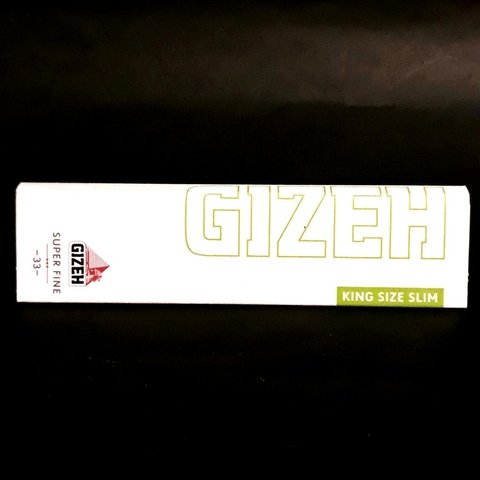 GIZEH
KING SIZE SLIM
GIZEH
SUPER FINE
-33-